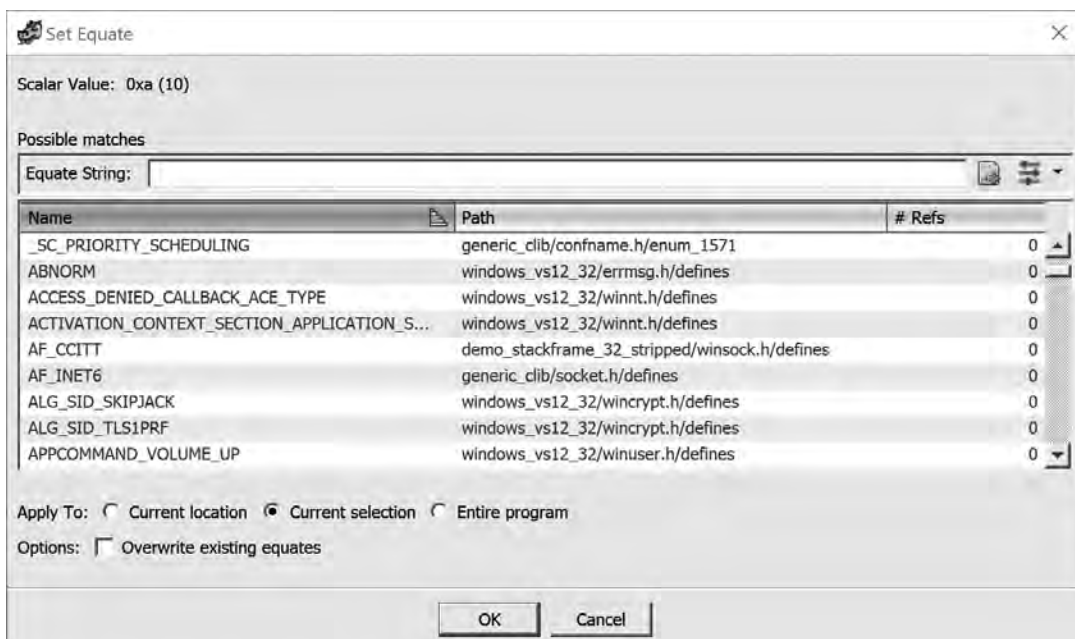 Set Equate
Scalar Value: 0xa (10)
Possible matches
Equate String:
Name Path # Refs
_SC_PRIORITY_SCHEDULING generic_clib/confname.h/enum_1571 0
ABNORM windows_vs12_32/errmsg.h/defines 0
ACCESS_DENIED_CALLBACK_ACE_TYPE windows_vs12_32/winnt.h/defines 0
ACTIVATION_CONTEXT_SECTION_APPLICATION_S... windows_vs12_32/winnt.h/defines 0
AF_CCITT demo_stackframe_32_stripped/winsock.h/defines 0
AF_INET6 generic_clib/socket.h/defines 0
ALG_SID_SKIPJACK windows_vs12_32/wincrypt.h/defines 0
ALG_SID_TLS1PRF windows_vs12_32/wincrypt.h/defines 0
APPCOMMAND_VOLUME_UP windows_vs12_32/winuser.h/defines 0
Apply To: Current location Current selection Entire program
Options: Overwrite existing equates
OK Cancel